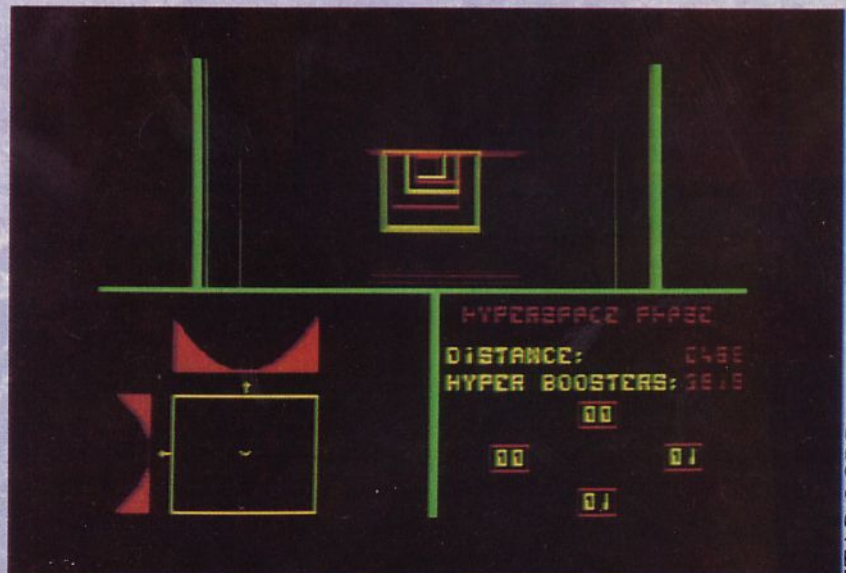 HYPERSPACE PHASE
DISTANCE:
HYPER BOOSTERS:
00
00 01
01